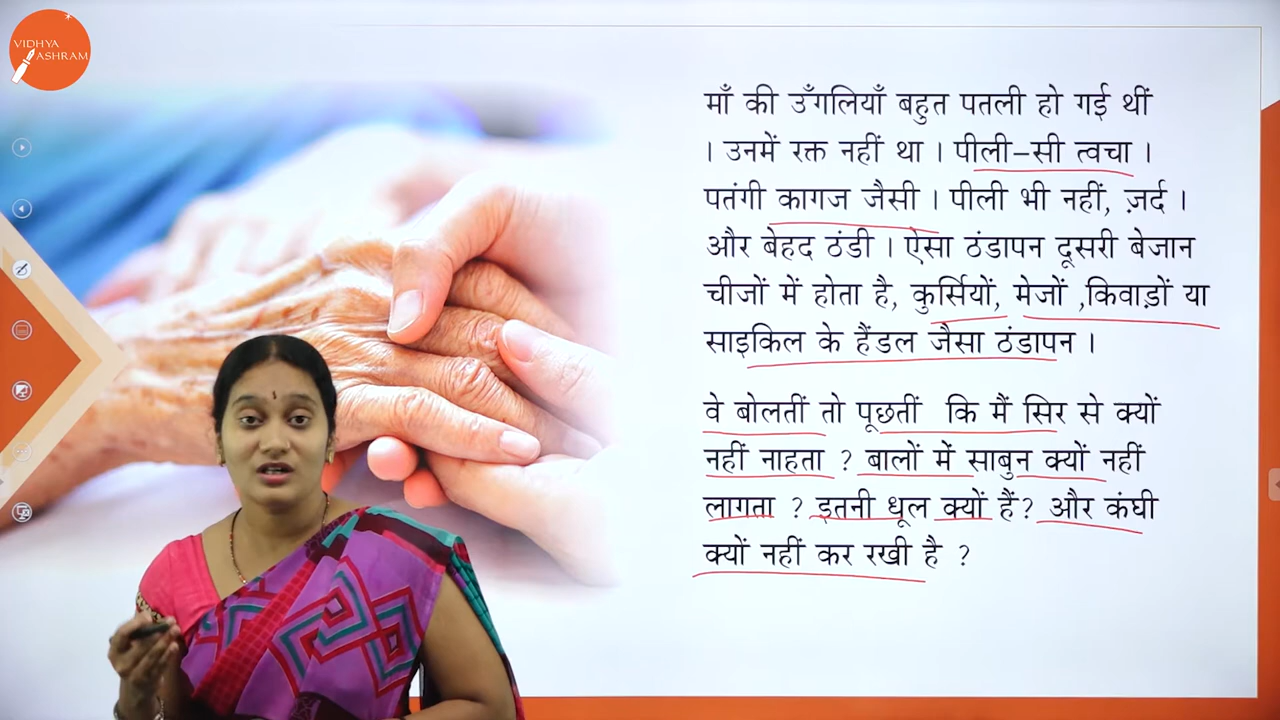 VIDHYA
ASHRAM
माँ की उँगलियाँ बहुत पतली हो गई थीं
। उनमें रक्त नहीं था । पीली–सी त्वचा ।
पतंगी कागज जैसी । पीली भी नहीं, ज़र्द ।
और बेहद ठंडी । ऐसा ठंडापन दूसरी बेजान
चीजों में होता है, कुर्सियों, मेजों ,किवाड़ों या
साइकिल के हैंडल जैसा ठंडापन ।
वे बोलतीं तो पूछतीं कि मैं सिर से क्यों
नहीं नाहता ? बालों में साबुन क्यों नहीं
लागता ? इतनी धूल क्यों हैं? और कंघी
क्यों नहीं कर रखी है ?